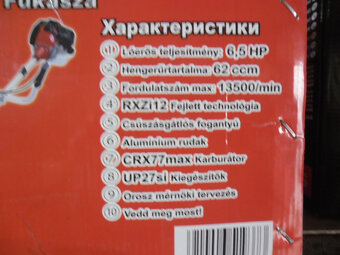 Fűkasza
Характеристики
1 Lóerős teljesítmény: 6,5 HP
2 Hengerűrtartalma 62 ccm
3 Fordulatszám max: 13500/min
4 RXZi12 Fejlett technológia
5 Csúszásgátlós fogantyú
6 Alumínium rudak
7 CRX77max Karburátor
8 UP27si Kiegészítők
9 Orosz mérnöki tervezés
10 Vedd meg most!